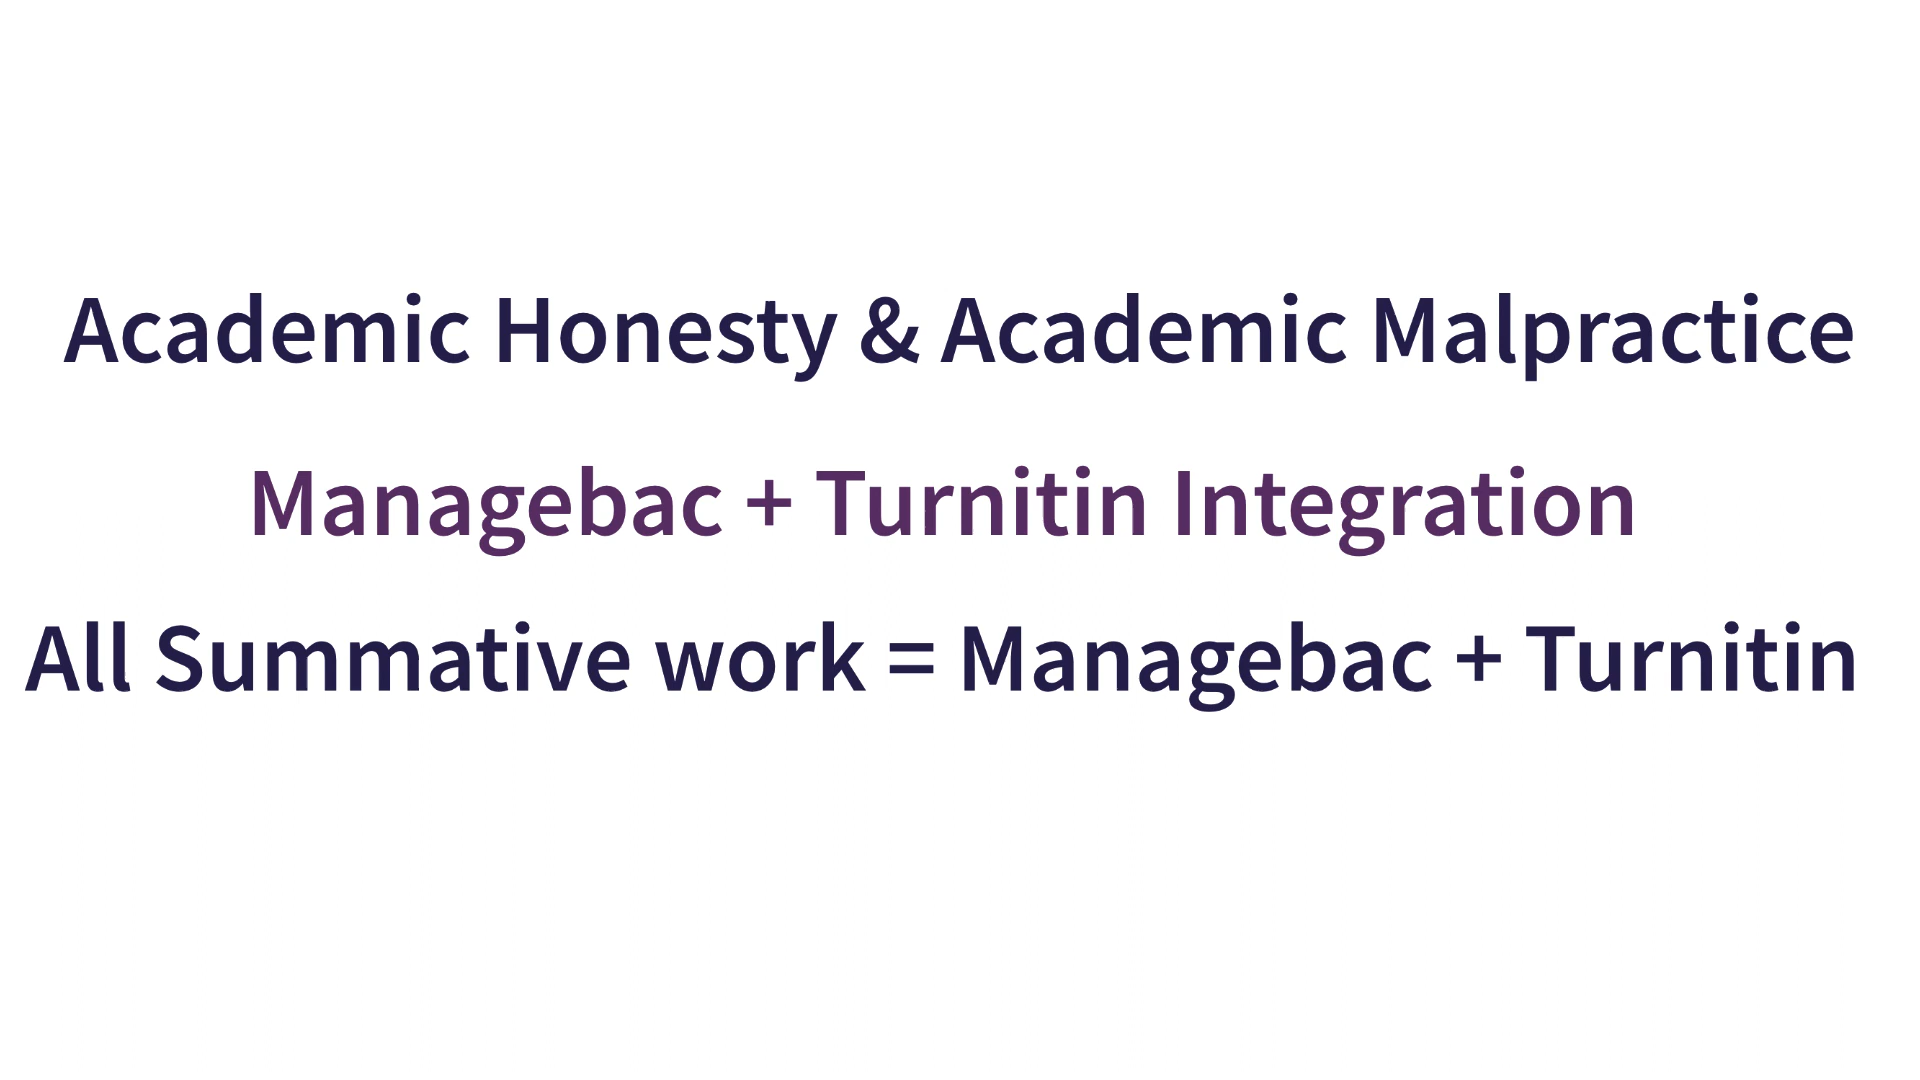 Academic Honesty & Academic Malpractice
Managebac + Turnitin Integration
All Summative work = Managebac + Turnitin